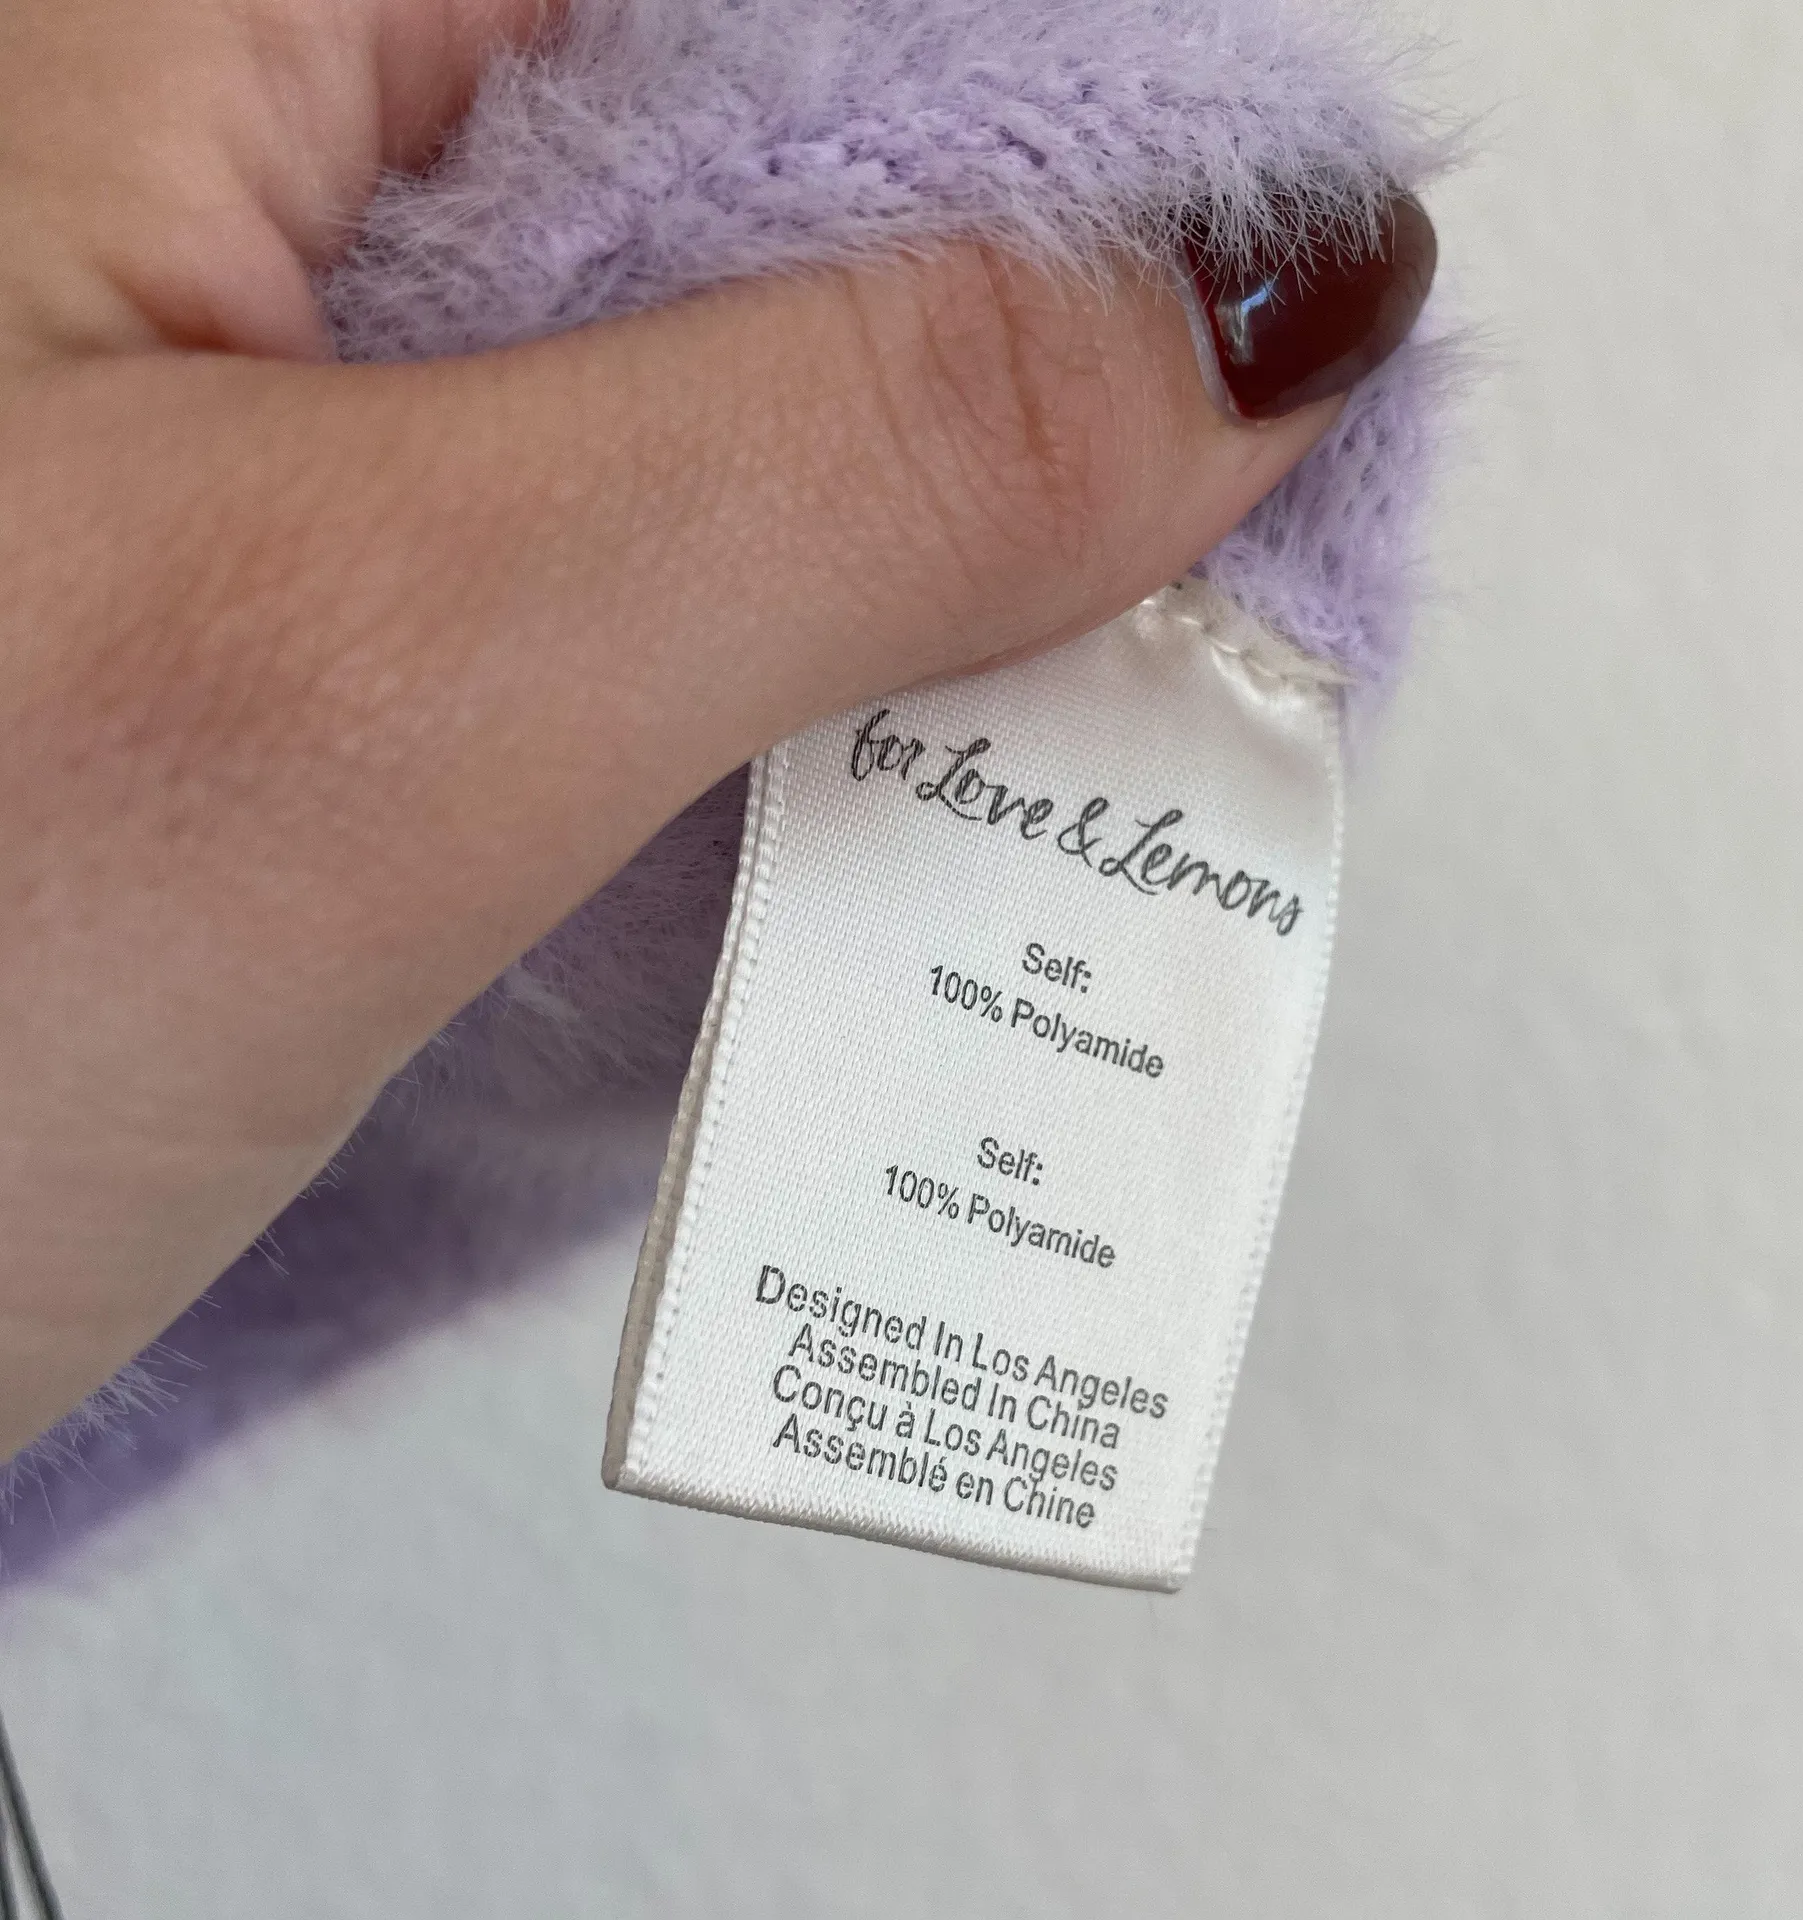 for Love & Lemons
Self:
100% Polyamide
Self:
100% Polyamide
Designed In Los Angeles
Assembled In China
Conçu à Los Angeles
Assemblé en Chine